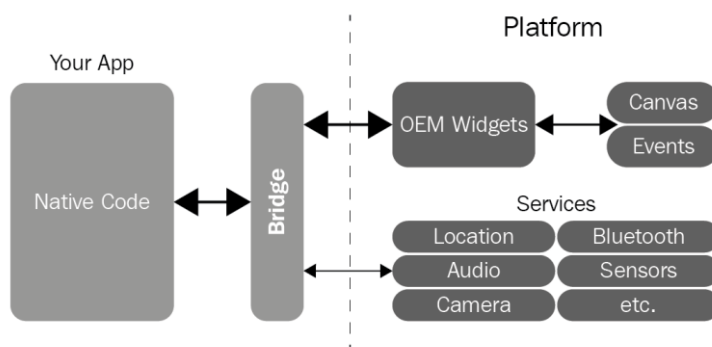 Platform
Your App
Native Code
Bridge
OEM Widgets
Canvas
Events
Services
Location
Bluetooth
Audio
Sensors
Camera
etc.